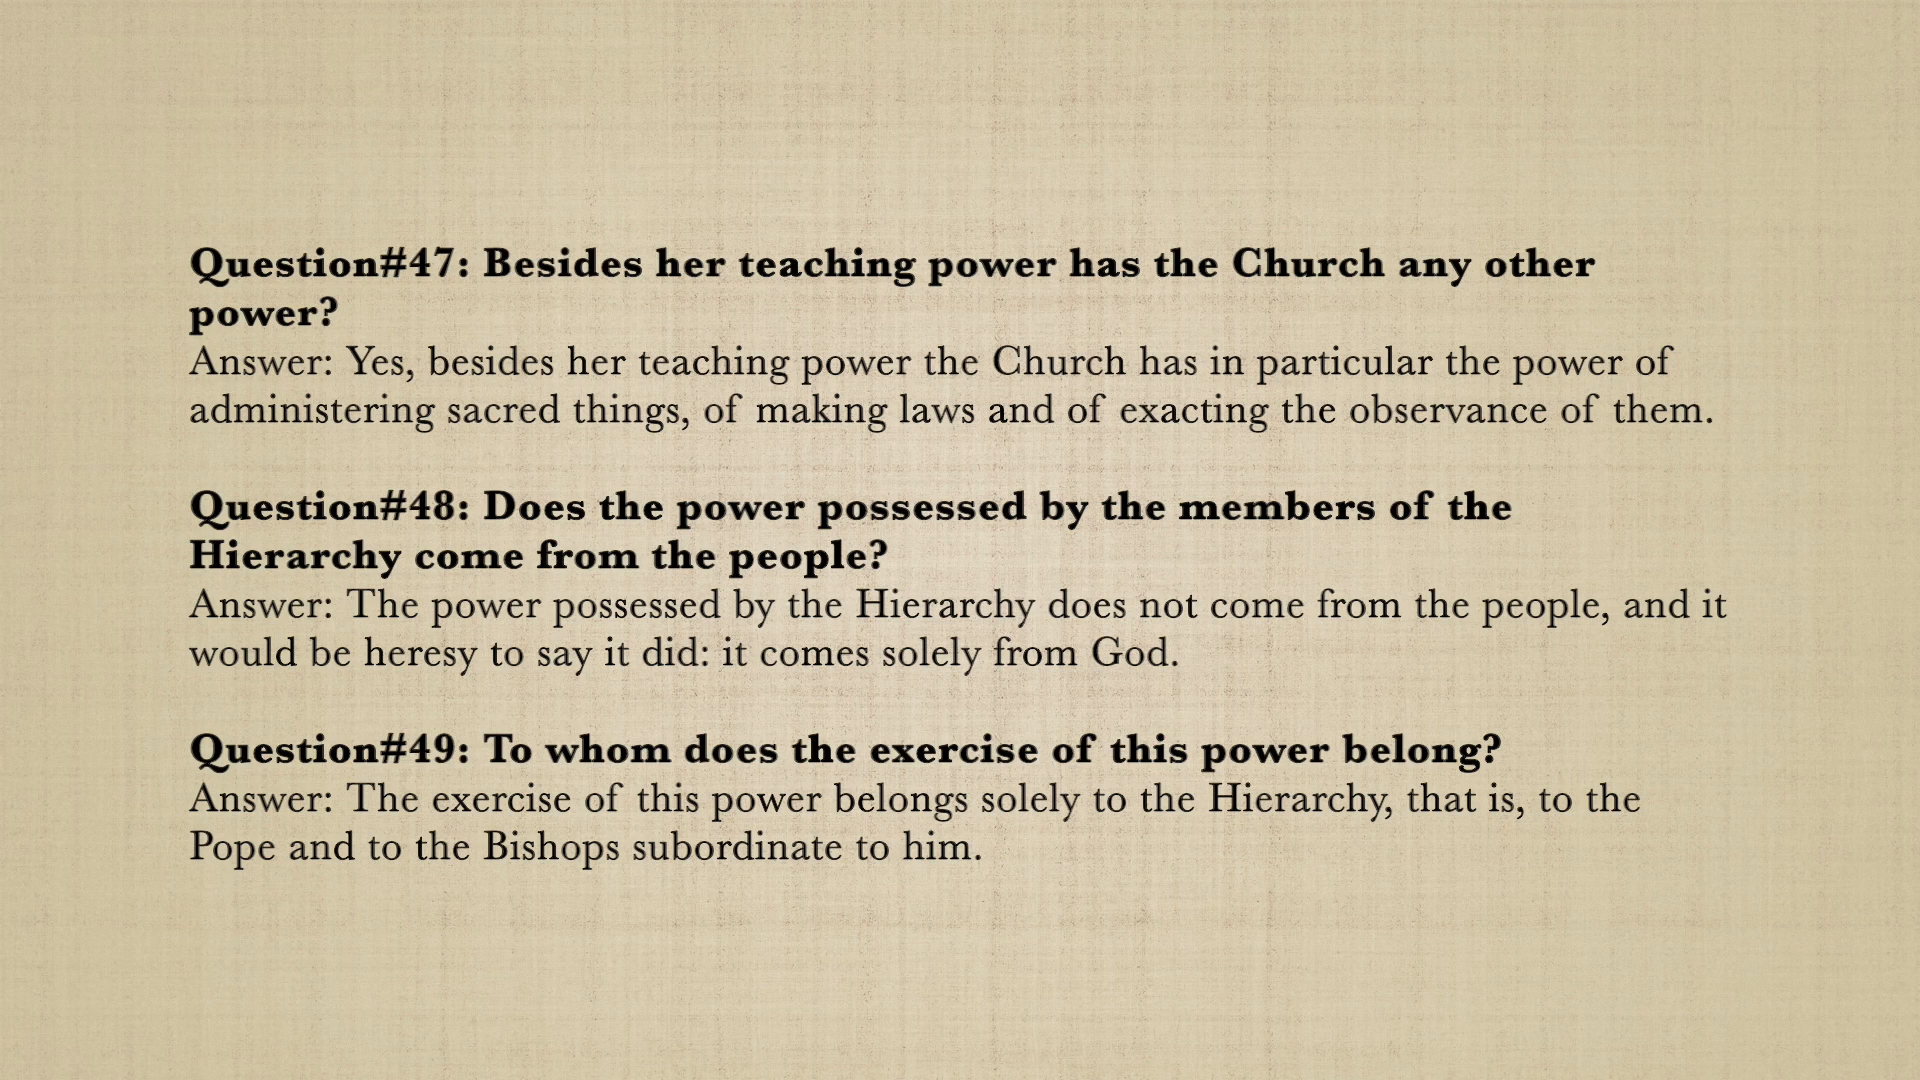 Question#47: Besides her teaching power has the Church any other
power?
Answer: Yes, besides her teaching power the Church has in particular the power of
administering sacred things, of making laws and of exacting the observance of them.
Question#48: Does the power possessed by the members of the
Hierarchy come from the people?
Answer: The power possessed by the Hierarchy does not come from the people, and it
would be heresy to say it did: it comes solely from God.
Question#49: To whom does the exercise of this power belong?
Answer: The exercise of this power belongs solely to the Hierarchy, that is, to the
Pope and to the Bishops subordinate to him.